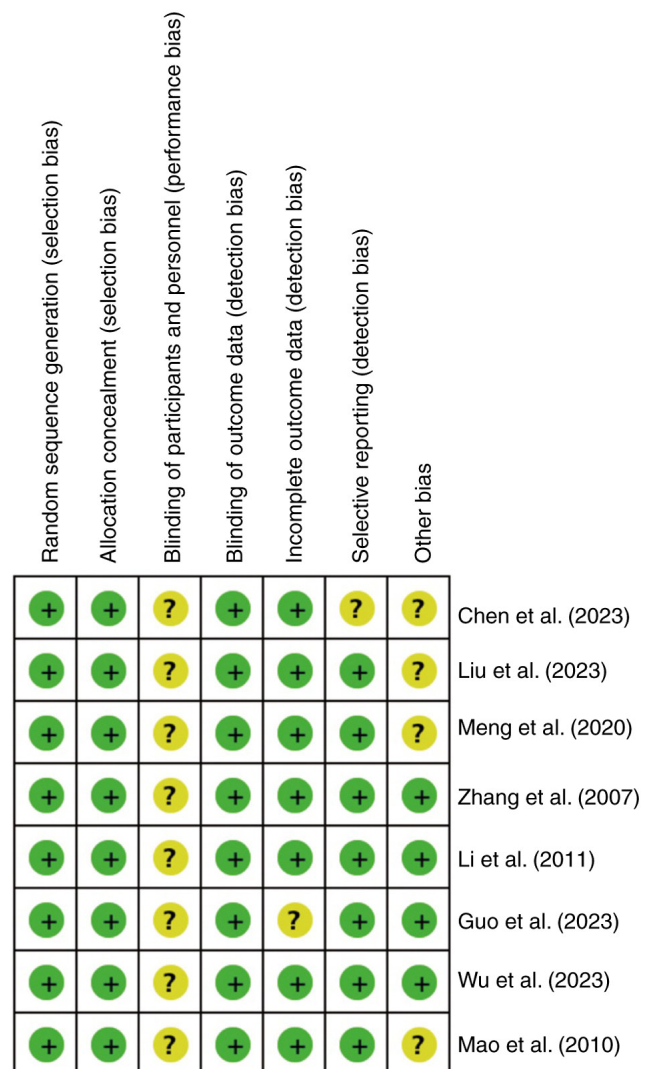 Random sequence generation (selection bias)
Allocation concealment (selection bias)
Blinding of participants and personnel (performance bias)
Blinding of outcome data (detection bias)
Incomplete outcome data (detection bias)
Selective reporting (detection bias)
Other bias
+ + ? + + ? ? Chen et al. (2023)
+ + ? + + + ? Liu et al. (2023)
+ + ? + + + ? Meng et al. (2020)
+ + ? + + + + Zhang et al. (2007)
+ + ? + + + + Li et al. (2011)
+ + ? + ? + + Guo et al. (2023)
+ + ? + + + + Wu et al. (2023)
+ + ? + + + ? Mao et al. (2010)